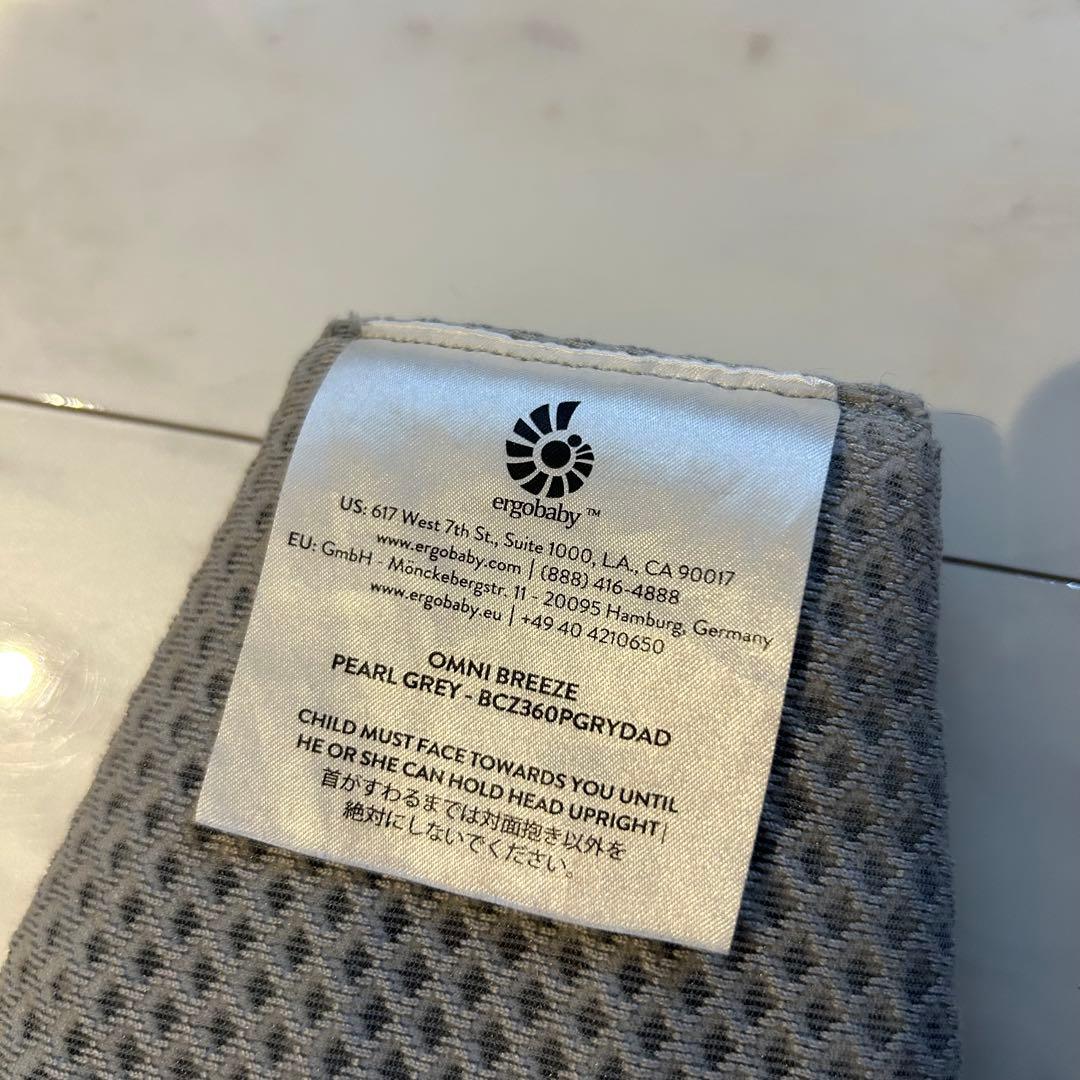 ergobaby™
US: 617 West 7th St., Suite 1000, L.A., CA 90017
www.ergobaby.com | (888) 416-4888
EU: GmbH - Mönckebergstr. 11 - 20095 Hamburg, Germany
www.ergobaby.eu | +49 40 4210650
OMNI BREEZE
PEARL GREY - BCZ360PGRYDAD
CHILD MUST FACE TOWARDS YOU UNTIL
HE OR SHE CAN HOLD HEAD UPRIGHT|
首がすわるまでは対面抱き以外を
絶対にしないでください。